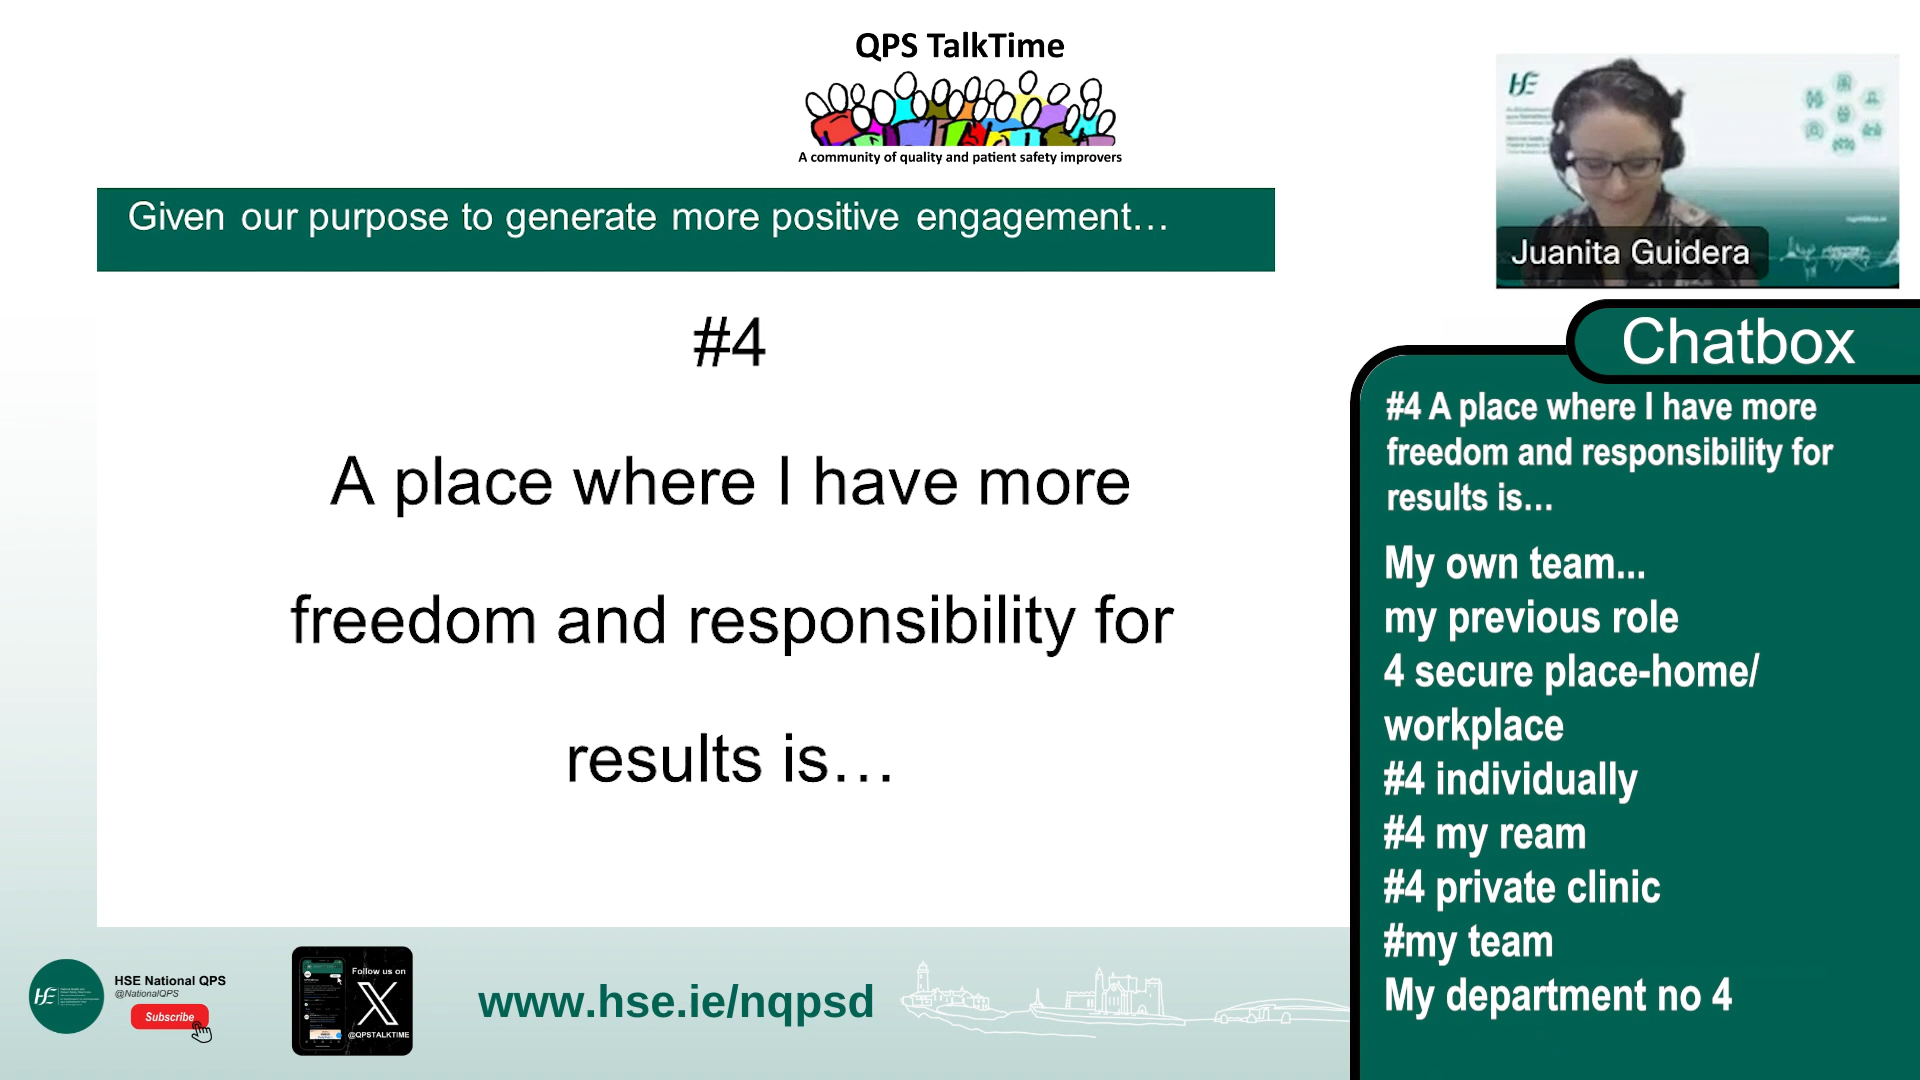 QPS TalkTime
A community of quality and patient safety improvers
Given our purpose to generate more positive engagement...
#4
A place where I have more
freedom and responsibility for
results is...
Juanita Guidera
Chatbox
#4 A place where I have more
freedom and responsibility for
results is...
My own team...
my previous role
4 secure place-home/
workplace
#4 individually
#4 my ream
#4 private clinic
#my team
My department no 4
HSE National QPS
@NationalQPS
Subscribe
Follow us on
X
@QPSTALKTIME
www.hse.ie/nqpsd